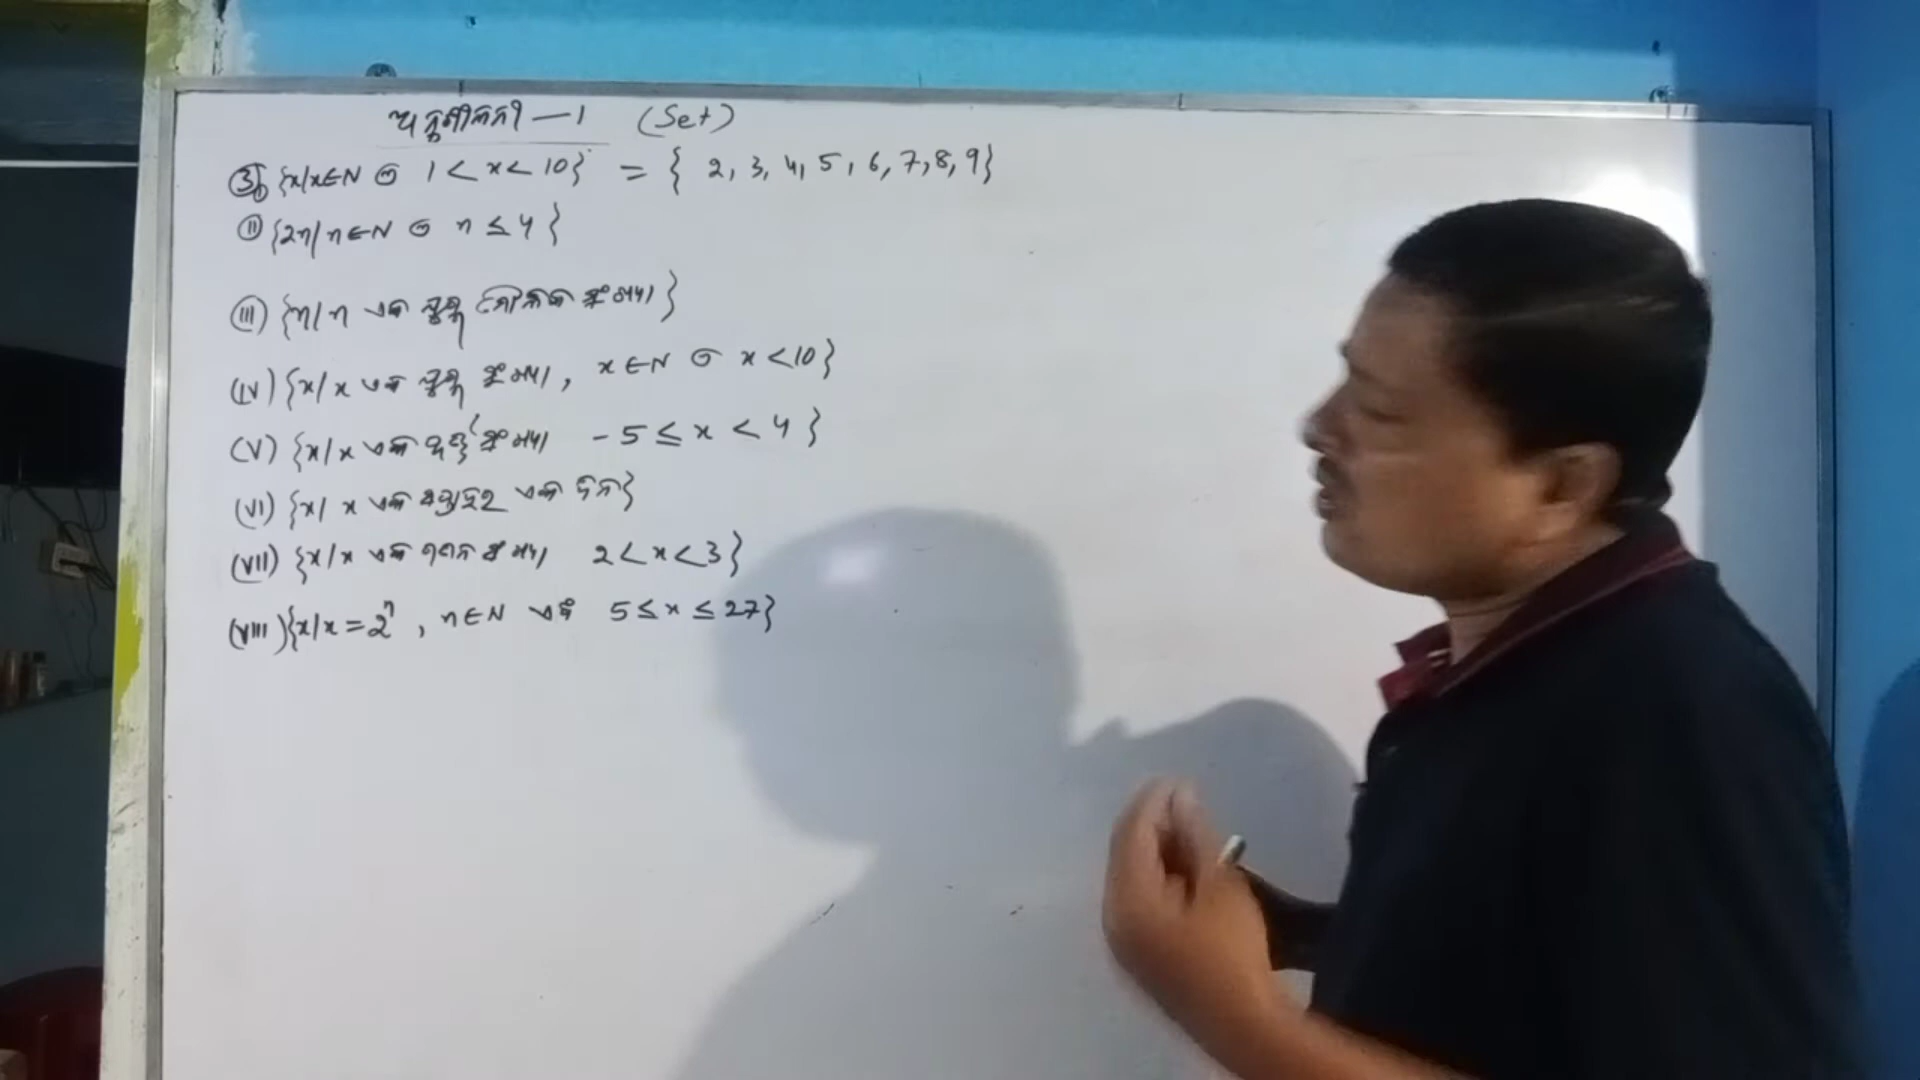 ଅନୁଶୀଳନୀ — 1 (Set)
③ ⓘ {x/x∈N ଓ 1 < x < 10} = { 2, 3, 4, 5, 6, 7, 8, 9}
ⓘⓘ {2n/n∈N ଓ n ≤ 4}
(iii) {n/n ଏକ ଯୁଗ୍ମ ମୌଳିକ ସଂଖ୍ୟା}
(iv) {x/x ଏକ ଯୁଗ୍ମ ସଂଖ୍ୟା, x∈N ଓ x <10}
(v) {x/x ଏକ ପୂର୍ଣ୍ଣ ସଂଖ୍ୟା -5 ≤ x < 4}
(vi) {x/ x ଏକ ସପ୍ତାହର ଏକ ଦିନ}
(vii) {x/x ଏକ ଗଣନ ସଂଖ୍ୟା 2 < x < 3}
(viii) {x/x = 2ⁿ, n∈N ଏବଂ 5 ≤ x ≤ 27}